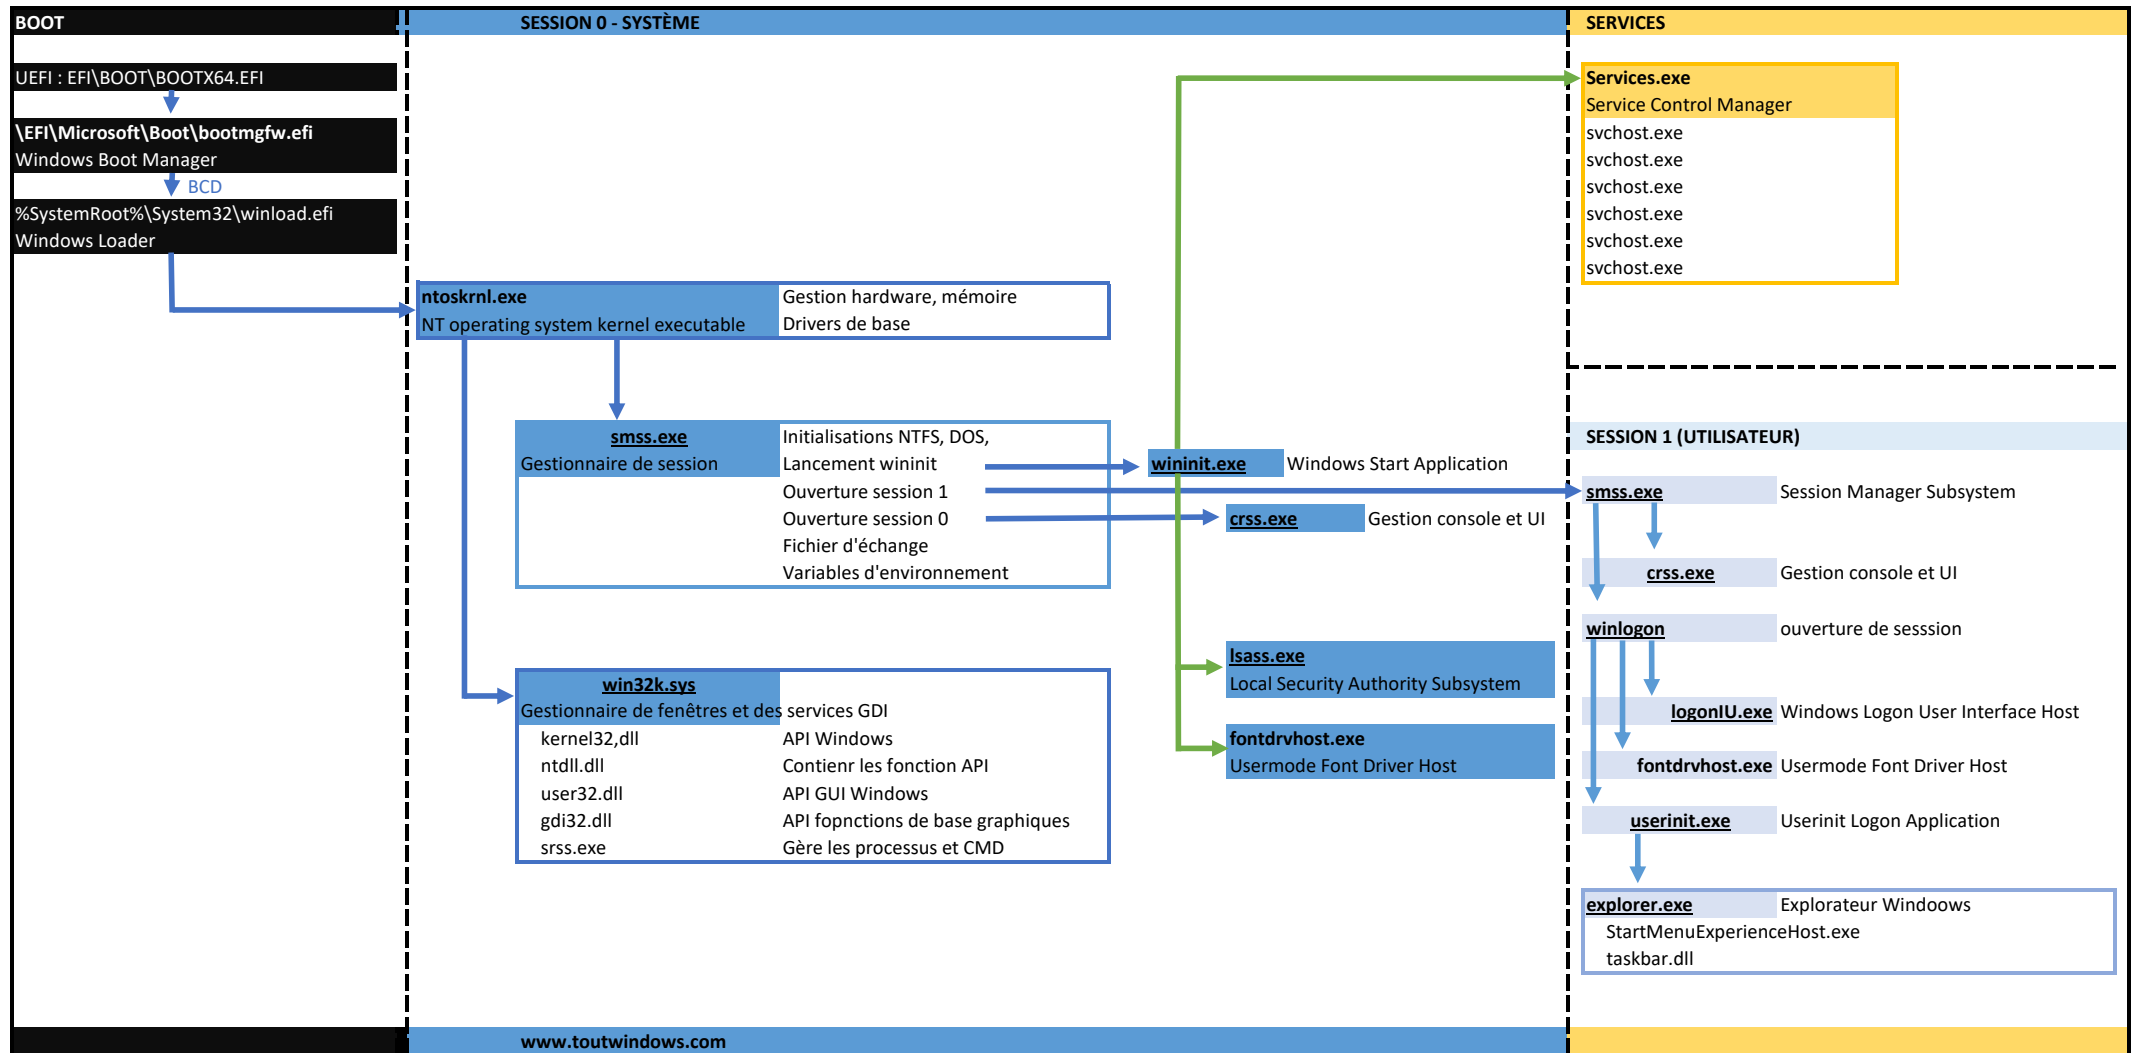 BOOT
UEFI : EFI\BOOT\BOOTX64.EFI
\EFI\Microsoft\Boot\bootmgfw.efi
Windows Boot Manager
BCD
%SystemRoot%\System32\winload.efi
Windows Loader
SESSION 0 - SYSTÈME
ntoskrnl.exe
Gestion hardware, mémoire
NT operating system kernel executable
Drivers de base
smss.exe
Initialisations NTFS, DOS,
Gestionnaire de session
Lancement wininit
Ouverture session 1
Ouverture session 0
Fichier d'échange
Variables d'environnement
wininit.exe
Windows Start Application
crss.exe
Gestion console et UI
win32k.sys
Gestionnaire de fenêtres et des services GDI
kernel32,dll
API Windows
ntdll.dll
Contienr les fonction API
user32.dll
API GUI Windows
gdi32.dll
API fopnctions de base graphiques
srss.exe
Gère les processus et CMD
lsass.exe
Local Security Authority Subsystem
fontdrvhost.exe
Usermode Font Driver Host
SERVICES
Services.exe
Service Control Manager
svchost.exe
svchost.exe
svchost.exe
svchost.exe
svchost.exe
svchost.exe
SESSION 1 (UTILISATEUR)
smss.exe
Session Manager Subsystem
crss.exe
Gestion console et UI
winlogon
ouverture de sesssion
logonIU.exe
Windows Logon User Interface Host
fontdrvhost.exe
Usermode Font Driver Host
userinit.exe
Userinit Logon Application
explorer.exe
Explorateur Windoows
StartMenuExperienceHost.exe
taskbar.dll
www.toutwindows.com